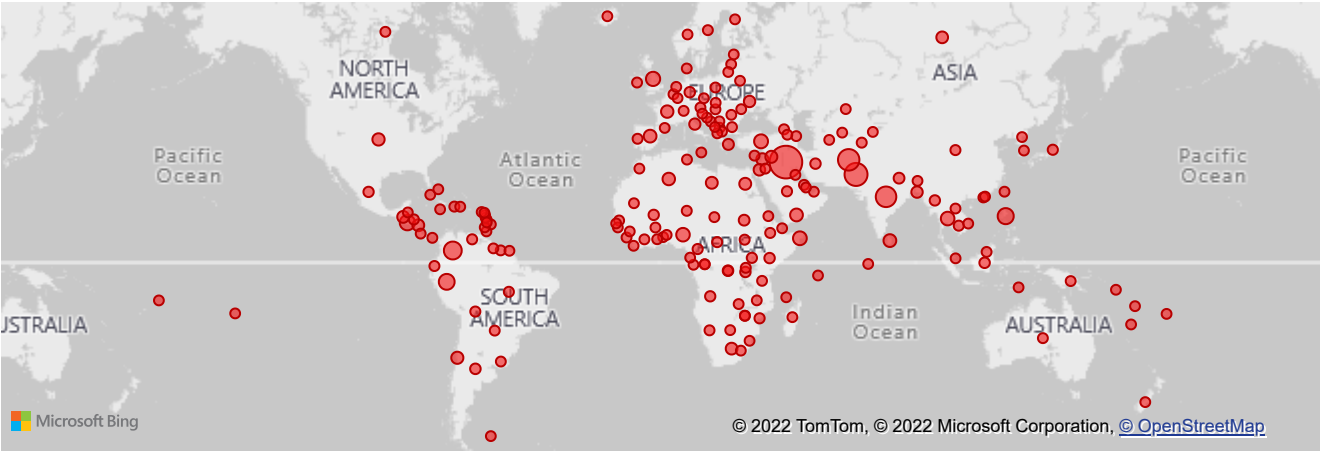 NORTH
AMERICA
ASIA
EUROPE
Pacific
Ocean
Atlantic
Ocean
Pacific
Ocean
AFRICA
SOUTH
AMERICA
Indian
Ocean
USTRALIA
AUSTRALIA
Microsoft Bing
© 2022 TomTom, © 2022 Microsoft Corporation, © OpenStreetMap